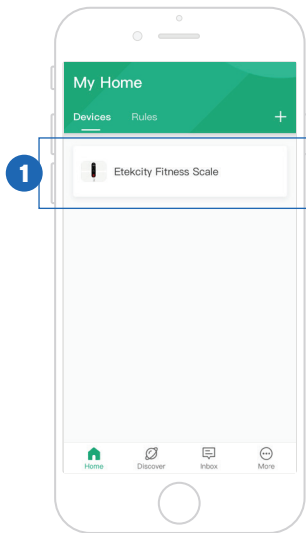 My Home
Devices Rules +
1
Etekcity Fitness Scale
Home Discover Inbox More